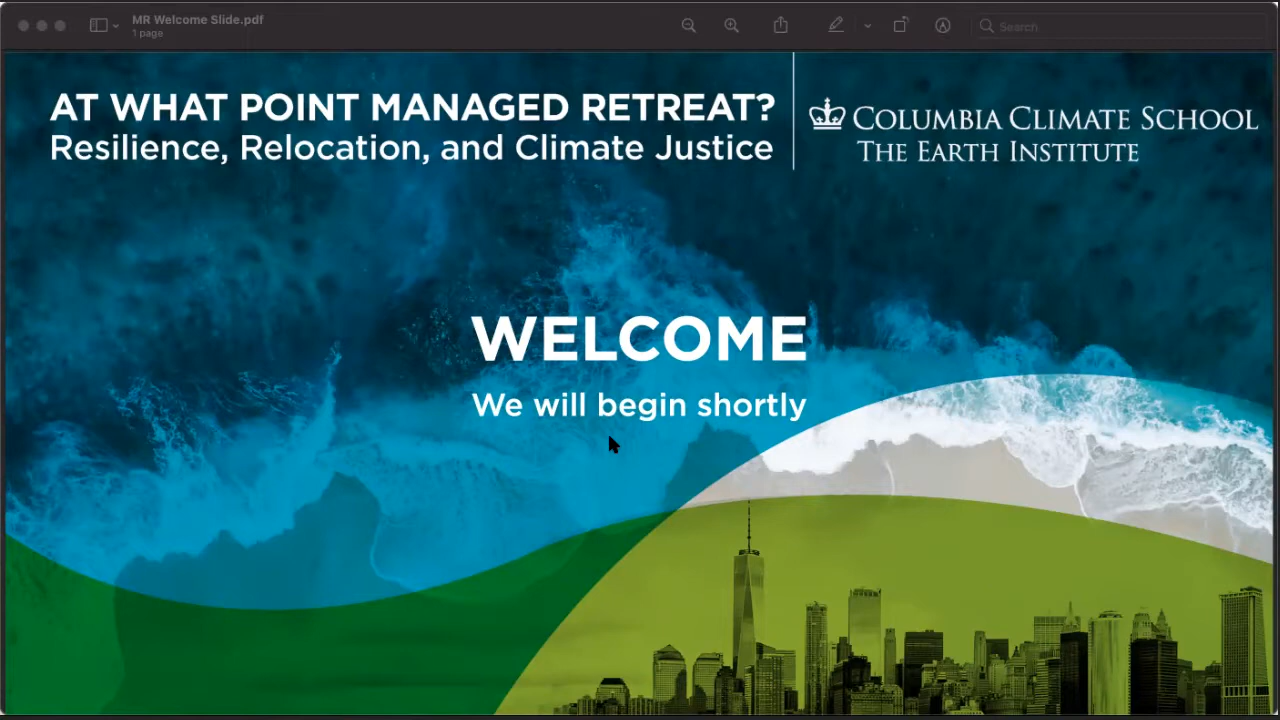 MR Welcome Slide.pdf
1 page
Search
AT WHAT POINT MANAGED RETREAT?
Resilience, Relocation, and Climate Justice
COLUMBIA CLIMATE SCHOOL
THE EARTH INSTITUTE
WELCOME
We will begin shortly